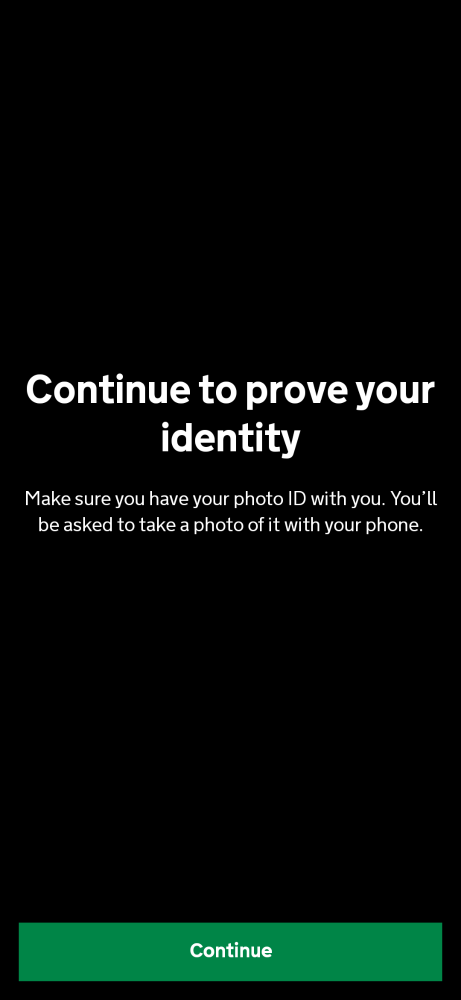 Continue to prove your
identity
Make sure you have your photo ID with you. You’ll
be asked to take a photo of it with your phone.
Continue